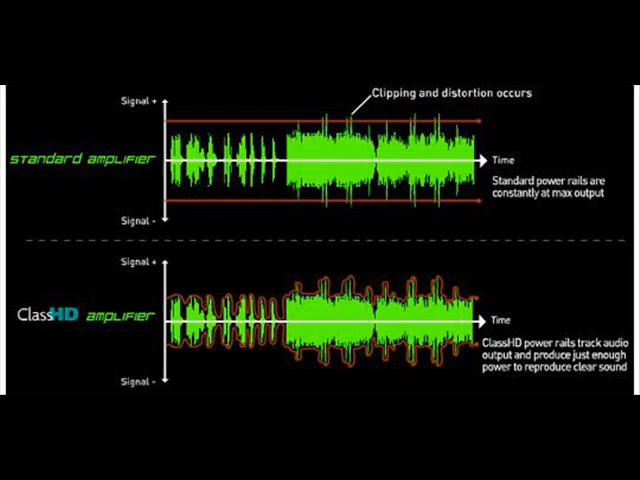 Clipping and distortion occurs
Signal +
STANDARD AMPLIFIER
Time
Standard power rails are
constantly at max output
Signal -
Signal +
ClassHD AMPLIFIER
Time
ClassHD power rails track audio
output and produce just enough
power to reproduce clear sound
Signal -